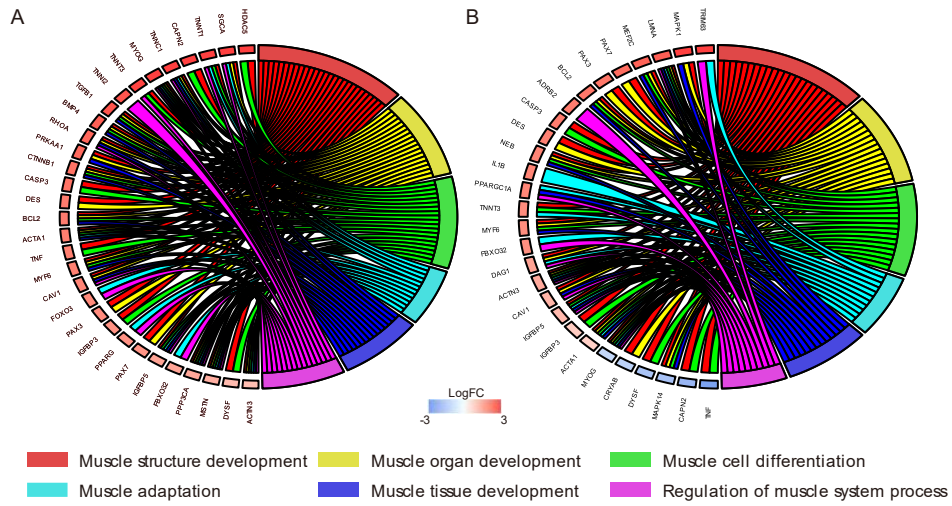 A
HDAC5
SGCA
TNNT1
CAPN2
TNNC1
MYOG
TNNT3
TNNI2
TGFB1
BMP4
RHOA
PRKAA1
CTNNB1
CASP3
DES
BCL2
ACTA1
TNF
MYF6
CAV1
FOXO3
PAX3
IGFBP3
PPARG
PAX7
IGFBP5
FBXO32
PPP3CA
MSTN
DYSF
ACTN3
B
TRIM63
MAPK1
LMNA
MEF2C
PAX7
PAX3
BCL2
ADRB2
CASP3
DES
NEB
IL1B
PPARGC1A
TNNT3
MYF6
FBXO32
DAG1
ACTN3
CAV1
IGFBP5
IGFBP3
ACTA1
MYOG
CRYAB
DYSF
MAPK14
CAPN2
TNF
LogFC
-3 3
Muscle structure development Muscle organ development Muscle cell differentiation
Muscle adaptation Muscle tissue development Regulation of muscle system process